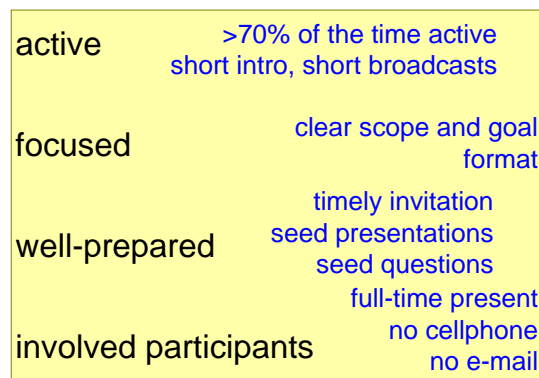 active
>70% of the time active
short intro, short broadcasts
focused
clear scope and goal
format
well-prepared
timely invitation
seed presentations
seed questions
involved participants
full-time present
no cellphone
no e-mail